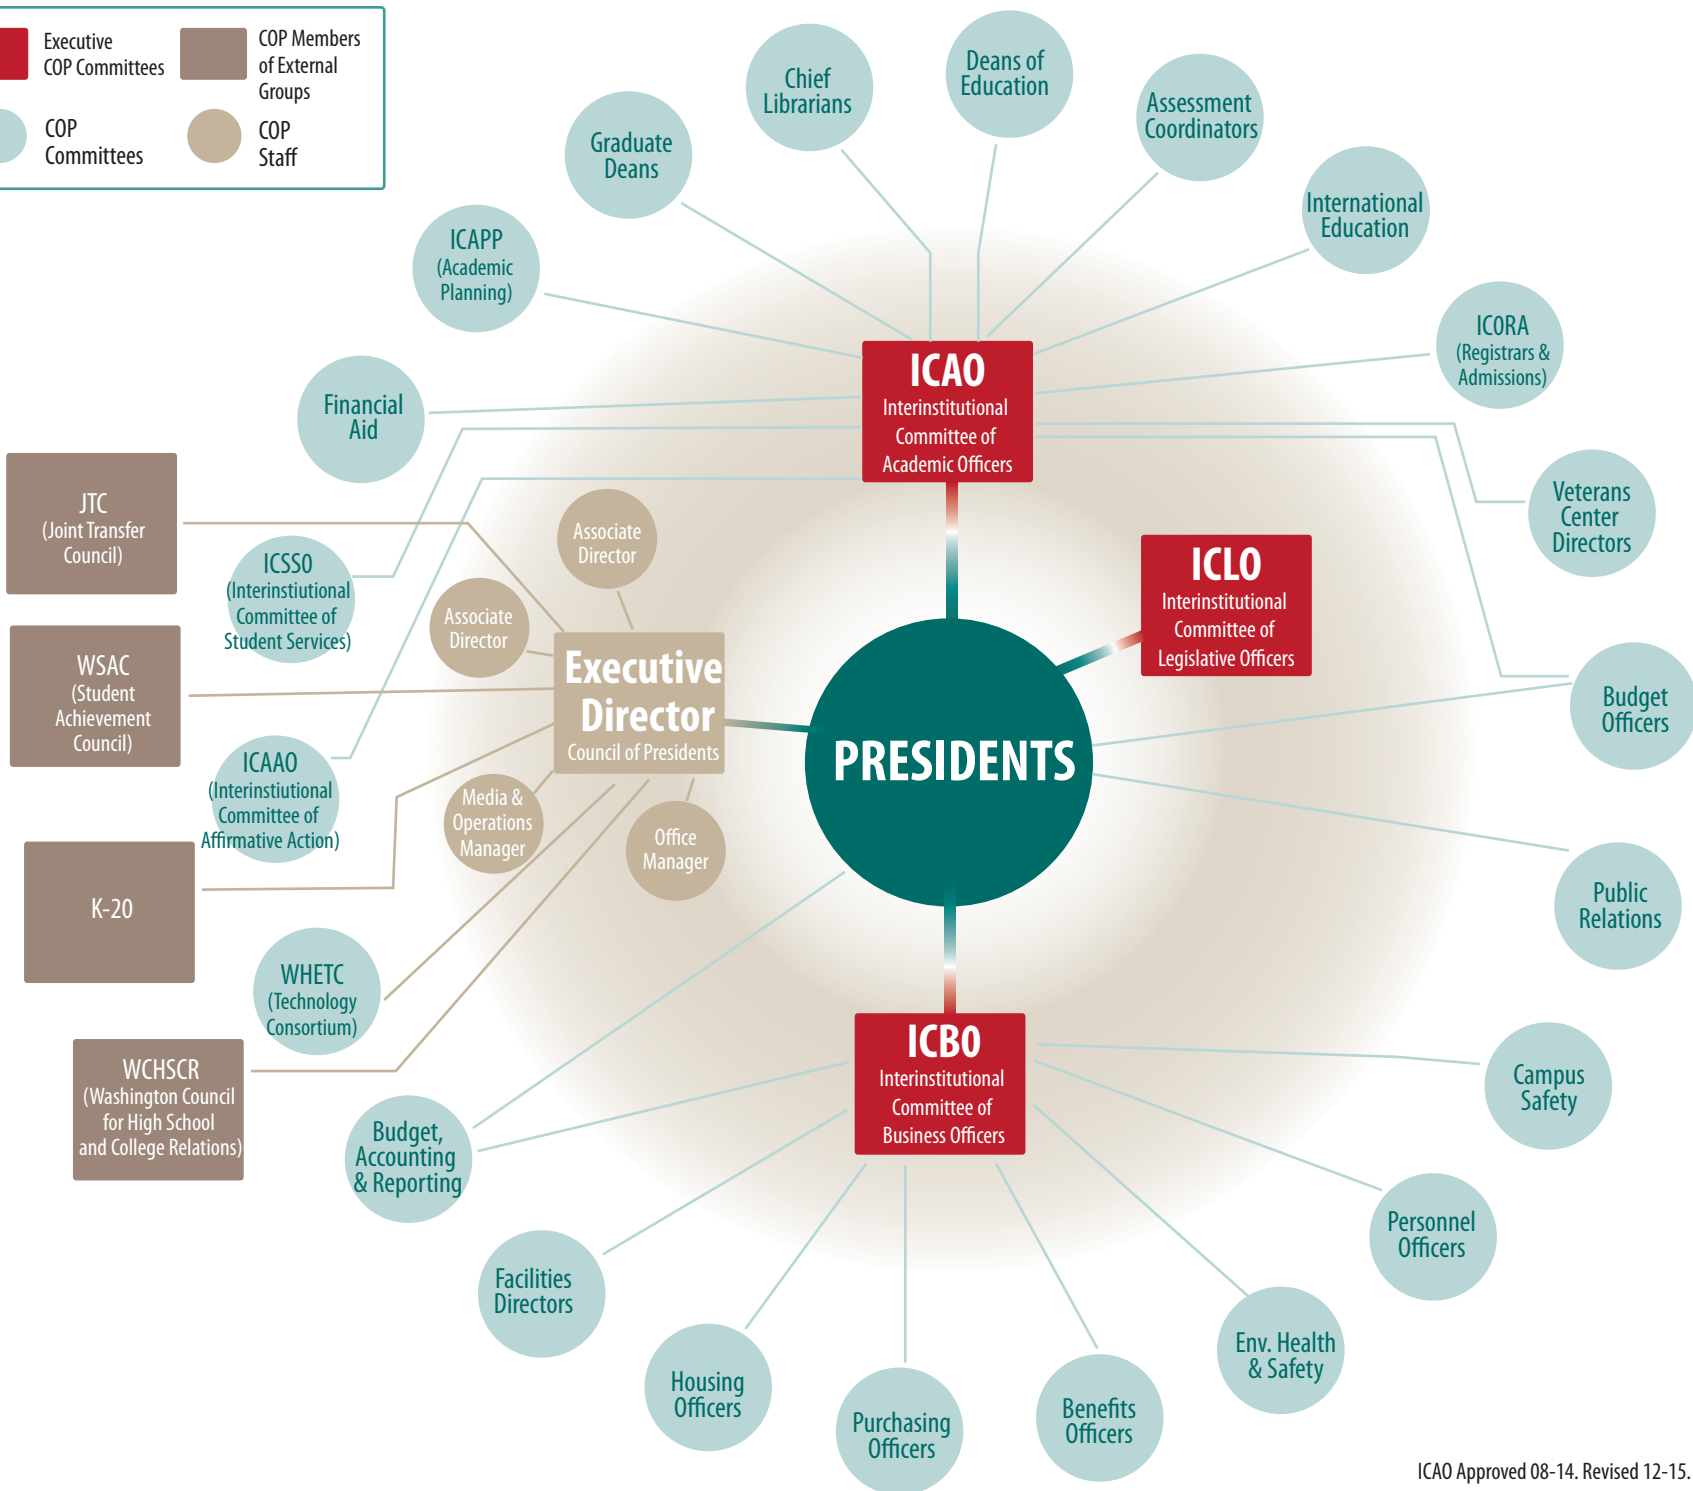 Executive
COP Committees
COP Members
of External
Groups
COP
Committees
COP
Staff
Chief
Librarians
Deans of
Education
Assessment
Coordinators
Graduate
Deans
International
Education
ICAPP
(Academic
Planning)
ICORA
(Registrars &
Admissions)
Financial
Aid
ICAO
Interinstitutional
Committee of
Academic Officers
Veterans
Center
Directors
JTC
(Joint Transfer
Council)
ICSSO
(Interinstiutional
Committee of
Student Services)
Associate
Director
Associate
Director
ICLO
Interinstitutional
Committee of
Legislative Officers
WSAC
(Student
Achievement
Council)
Executive
Director
Council of Presidents
PRESIDENTS
Budget
Officers
ICAAO
(Interinstiutional
Committee of
Affirmative Action)
Media &
Operations
Manager
Office
Manager
K-20
Public
Relations
WHETC
(Technology
Consortium)
WCHSCR
(Washington Council
for High School
and College Relations)
ICBO
Interinstitutional
Committee of
Business Officers
Campus
Safety
Budget,
Accounting
& Reporting
Personnel
Officers
Facilities
Directors
Env. Health
& Safety
Housing
Officers
Purchasing
Officers
Benefits
Officers
ICAO Approved 08-14. Revised 12-15.